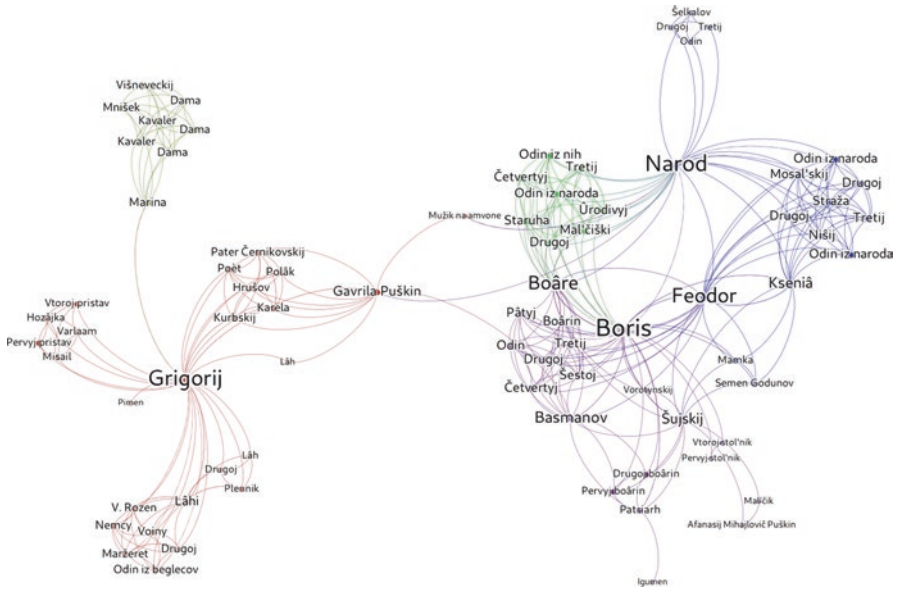 Šelkalov
Drugoj
Tretij
Odin
Višneveckij
Dama
Mnišek
Kavaler
Dama
Kavaler
Dama
Marina
Narod
Odin iz nih
Tretij
Četvertyj
Odin iz naroda
Ûrodivyj
Staruha
Mal'čiški
Drugoj
Mužik na amvone
Odin iz naroda
Mosal'skij
Drugoj
Straža
Drugoj
Tretij
Nišij
Odin iz naroda
Pater Černikovskij
Poèt
Polâk
Hrušov
Karela
Kurbskij
Gavrila Puškin
Boâre
Feodor
Kseniâ
Vtoroj pristav
Hozâjka
Varlaam
Pervyj pristav
Misail
Pâtyj
Boârin
Boris
Odin
Tretij
Drugoj
Šestoj
Četvertyj
Lâh
Grigorij
Pimen
Mamka
Semen Godunov
Vorotynskij
Basmanov
Šujskij
Vtoroj stol'nik
Pervyj stol'nik
Lâh
Drugoj
Plennik
Drugoj boârin
Pervyj boârin
Patriarh
Mal'čik
Afanasij Mihajlovič Puškin
Lâhi
V. Rozen
Nemcy
Voiny
Drugoj
Maržeret
Odin iz beglecov
Igumen